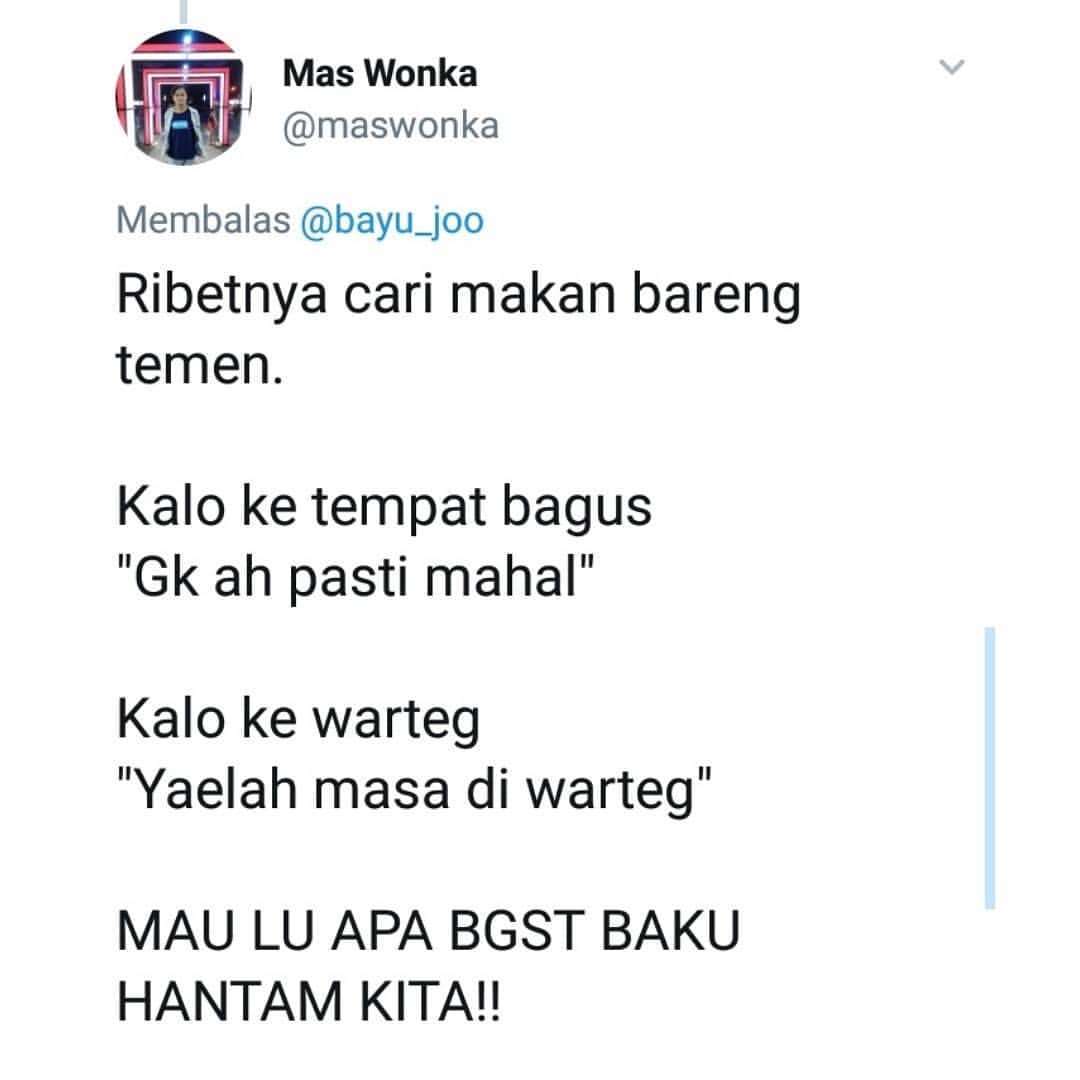 Mas Wonka
@maswonka
Membalas @bayu_joo
Ribetnya cari makan bareng
temen.
Kalo ke tempat bagus
"Gk ah pasti mahal"
Kalo ke warteg
"Yaelah masa di warteg"
MAU LU APA BGST BAKU
HANTAM KITA!!